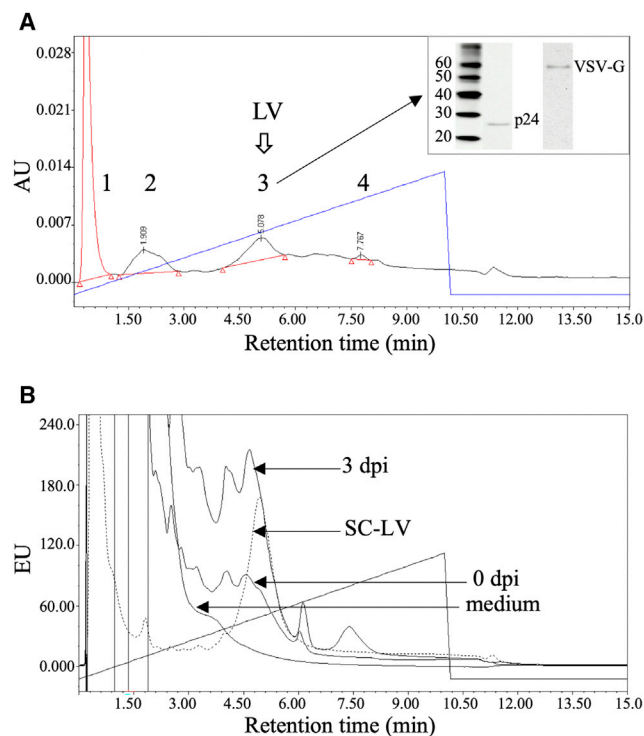 A
AU
0.028
0.021
0.014
0.007
0.000
LV
1
2
3
4
1.909
5.078
7.767
60
50
40
30
20
p24
VSV-G
1.50 3.00 4.50 6.00 7.50 9.00 10.50 12.00 13.50 15.0
Retention time (min)
B
EU
240.0
180.0
120.0
60.00
0.000
3 dpi
SC-LV
0 dpi
medium
1.50 3.00 4.50 6.00 7.50 9.00 10.50 12.00 13.50 15.0
Retention time (min)